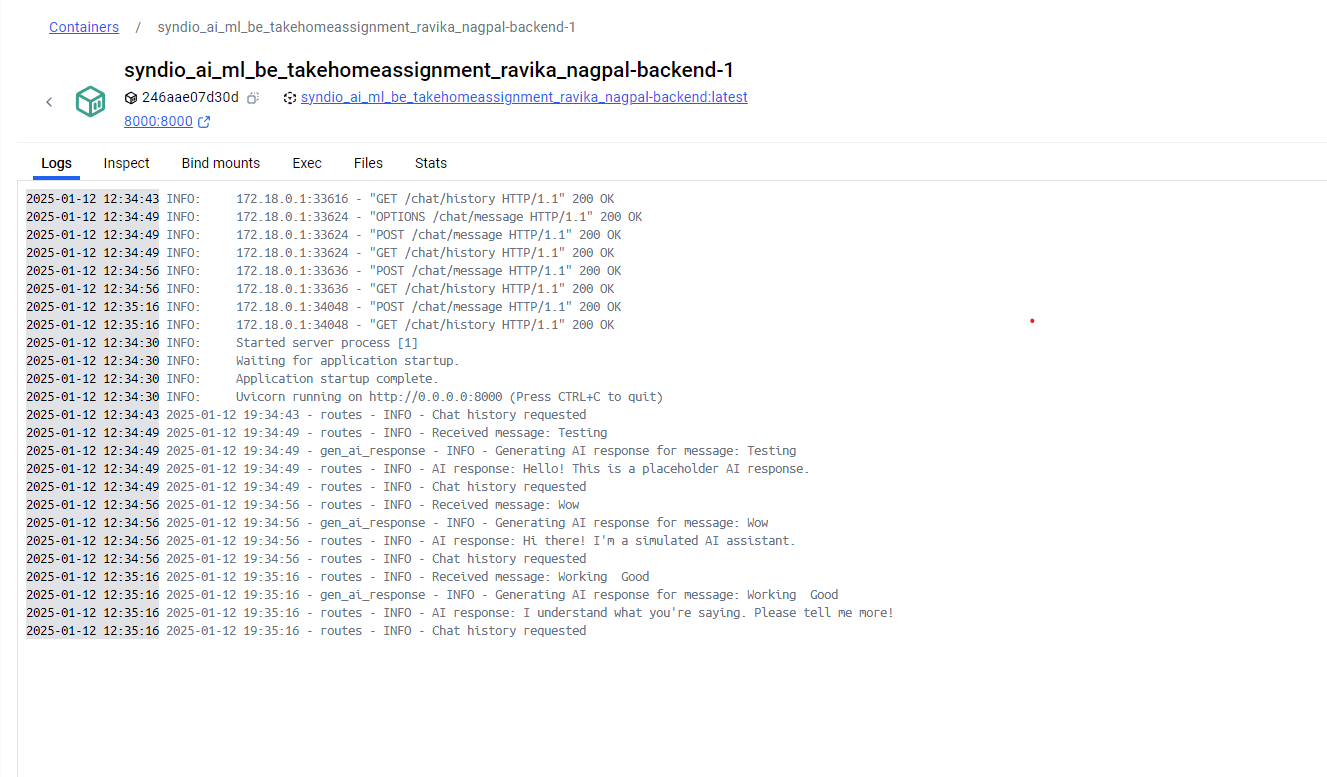 Containers / syndio_ai_ml_be_takehomeassignment_ravika_nagpal-backend-1
syndio_ai_ml_be_takehomeassignment_ravika_nagpal-backend-1
246aae07d30d syndio_ai_ml_be_takehomeassignment_ravika_nagpal-backend:latest
8000:8000
Logs Inspect Bind mounts Exec Files Stats
2025-01-12 12:34:43 INFO:     172.18.0.1:33616 - "GET /chat/history HTTP/1.1" 200 OK
2025-01-12 12:34:49 INFO:     172.18.0.1:33624 - "OPTIONS /chat/message HTTP/1.1" 200 OK
2025-01-12 12:34:49 INFO:     172.18.0.1:33624 - "POST /chat/message HTTP/1.1" 200 OK
2025-01-12 12:34:49 INFO:     172.18.0.1:33624 - "GET /chat/history HTTP/1.1" 200 OK
2025-01-12 12:34:56 INFO:     172.18.0.1:33636 - "POST /chat/message HTTP/1.1" 200 OK
2025-01-12 12:34:56 INFO:     172.18.0.1:33636 - "GET /chat/history HTTP/1.1" 200 OK
2025-01-12 12:35:16 INFO:     172.18.0.1:34048 - "POST /chat/message HTTP/1.1" 200 OK
2025-01-12 12:35:16 INFO:     172.18.0.1:34048 - "GET /chat/history HTTP/1.1" 200 OK
2025-01-12 12:34:30 INFO:     Started server process [1]
2025-01-12 12:34:30 INFO:     Waiting for application startup.
2025-01-12 12:34:30 INFO:     Application startup complete.
2025-01-12 12:34:30 INFO:     Uvicorn running on http://0.0.0.0:8000 (Press CTRL+C to quit)
2025-01-12 12:34:43 2025-01-12 19:34:43 - routes - INFO - Chat history requested
2025-01-12 12:34:49 2025-01-12 19:34:49 - routes - INFO - Received message: Testing
2025-01-12 12:34:49 2025-01-12 19:34:49 - gen_ai_response - INFO - Generating AI response for message: Testing
2025-01-12 12:34:49 2025-01-12 19:34:49 - routes - INFO - AI response: Hello! This is a placeholder AI response.
2025-01-12 12:34:49 2025-01-12 19:34:49 - routes - INFO - Chat history requested
2025-01-12 12:34:56 2025-01-12 19:34:56 - routes - INFO - Received message: Wow
2025-01-12 12:34:56 2025-01-12 19:34:56 - gen_ai_response - INFO - Generating AI response for message: Wow
2025-01-12 12:34:56 2025-01-12 19:34:56 - routes - INFO - AI response: Hi there! I'm a simulated AI assistant.
2025-01-12 12:34:56 2025-01-12 19:34:56 - routes - INFO - Chat history requested
2025-01-12 12:35:16 2025-01-12 19:35:16 - routes - INFO - Received message: Working  Good
2025-01-12 12:35:16 2025-01-12 19:35:16 - gen_ai_response - INFO - Generating AI response for message: Working  Good
2025-01-12 12:35:16 2025-01-12 19:35:16 - routes - INFO - AI response: I understand what you're saying. Please tell me more!
2025-01-12 12:35:16 2025-01-12 19:35:16 - routes - INFO - Chat history requested